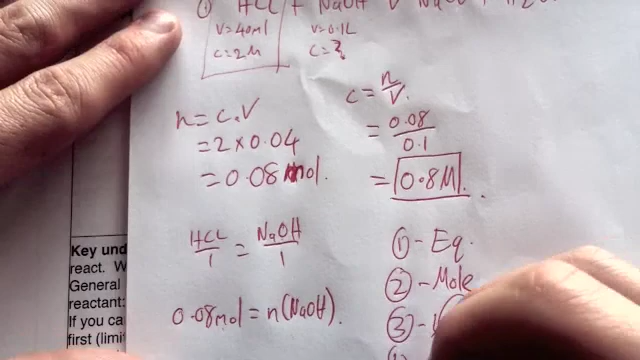 ① HCl + NaOH
V=40ml V=0.1L
C=2M C=?
n = C.V
= 2 × 0.04
= 0.08 mol.
C = n/V.
= 0.08/0.1
= 0.8M.
HCl/1 = NaOH/1
0.08mol = n(NaOH).
① - Eq.
② - Mole
③ -
Key und
react. W
General
reactant:
If you ca
first (limit